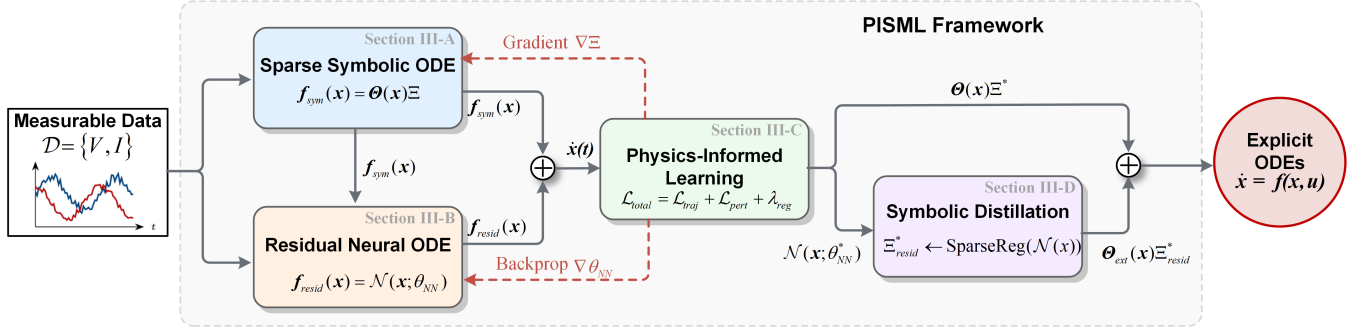 PISML Framework
Measurable Data
𝒟={V,I}
t
Section III-A
Sparse Symbolic ODE
f_sym(x)=Θ(x)Ξ
f_sym(x)
f_sym(x)
Section III-B
Residual Neural ODE
f_resid(x)=𝒩(x;θ_NN)
f_resid(x)
Gradient ∇Ξ
Backprop ∇θ_NN
ẋ(t)
Section III-C
Physics-Informed
Learning
ℒ_total=ℒ_traj+ℒ_pert+λ_reg
Θ(x)Ξ*
𝒩(x;θ*_NN)
Section III-D
Symbolic Distillation
Ξ*_resid←SparseReg(𝒩(x))
Θ_ext(x)Ξ*_resid
Explicit
ODEs
ẋ = f(x,u)